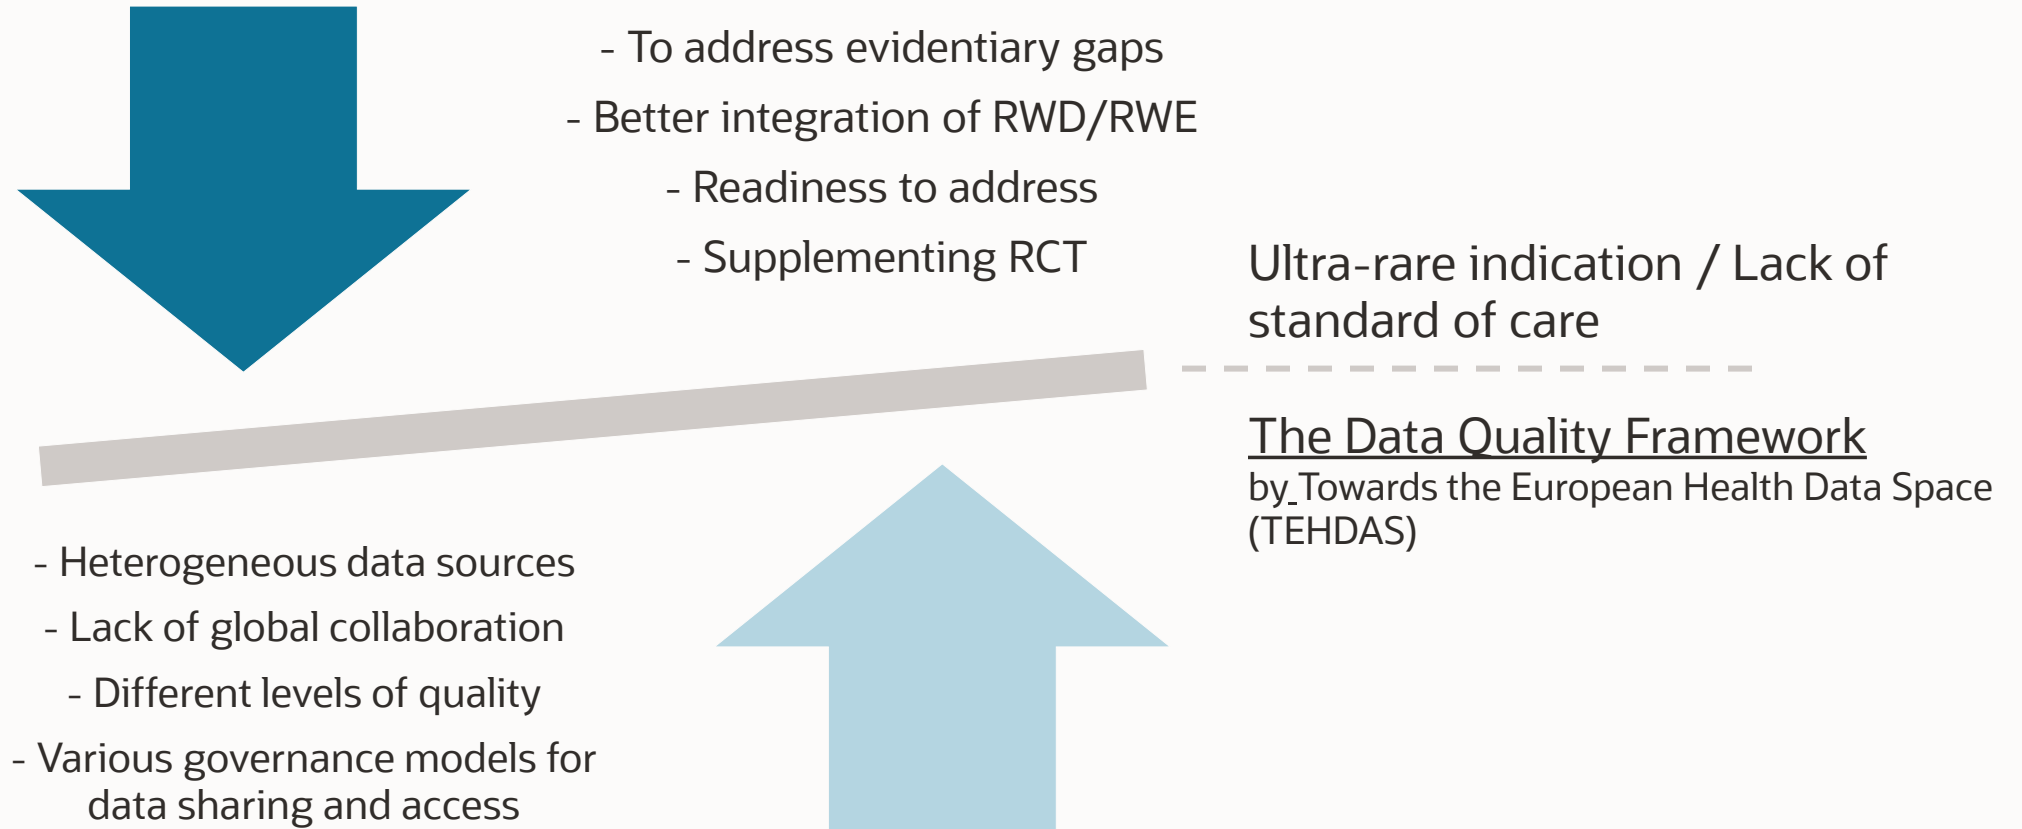 - To address evidentiary gaps
- Better integration of RWD/RWE
- Readiness to address
- Supplementing RCT
Ultra-rare indication / Lack of
standard of care
The Data Quality Framework
by Towards the European Health Data Space
(TEHDAS)
- Heterogeneous data sources
- Lack of global collaboration
- Different levels of quality
- Various governance models for
data sharing and access